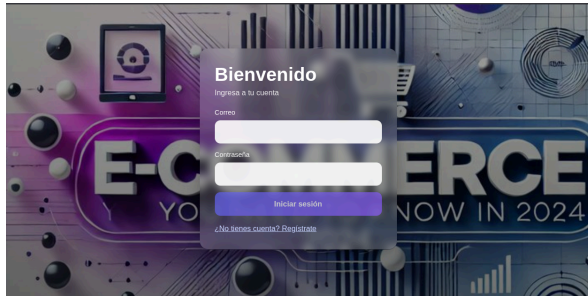 Bienvenido
Ingresa a tu cuenta
Correo
Contraseña
E-C
ERCE
YO
NOW IN 2024
Iniciar sesión
¿No tienes cuenta? Regístrate